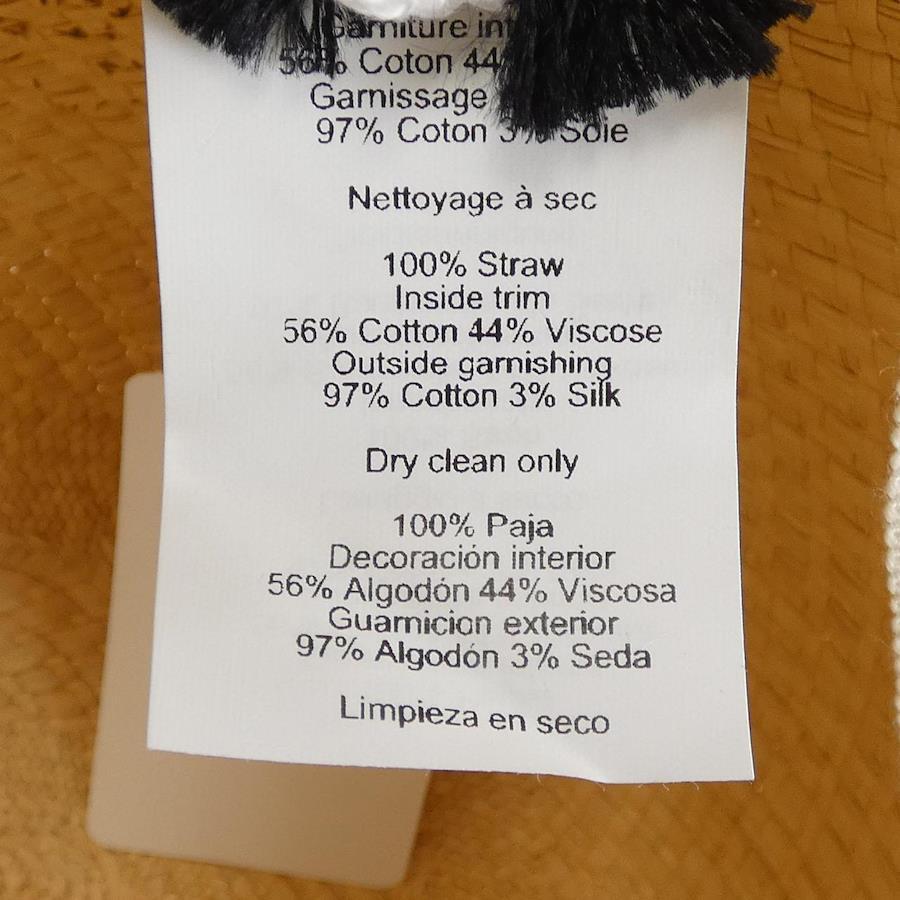 Garniture
56% Coton 44
Garnissage
97% Coton 3% Soie
Nettoyage à sec
100% Straw
Inside trim
56% Cotton 44% Viscose
Outside garnishing
97% Cotton 3% Silk
Dry clean only
100% Paja
Decoración interior
56% Algodón 44% Viscosa
Guarnicion exterior
97% Algodón 3% Seda
Limpieza en seco